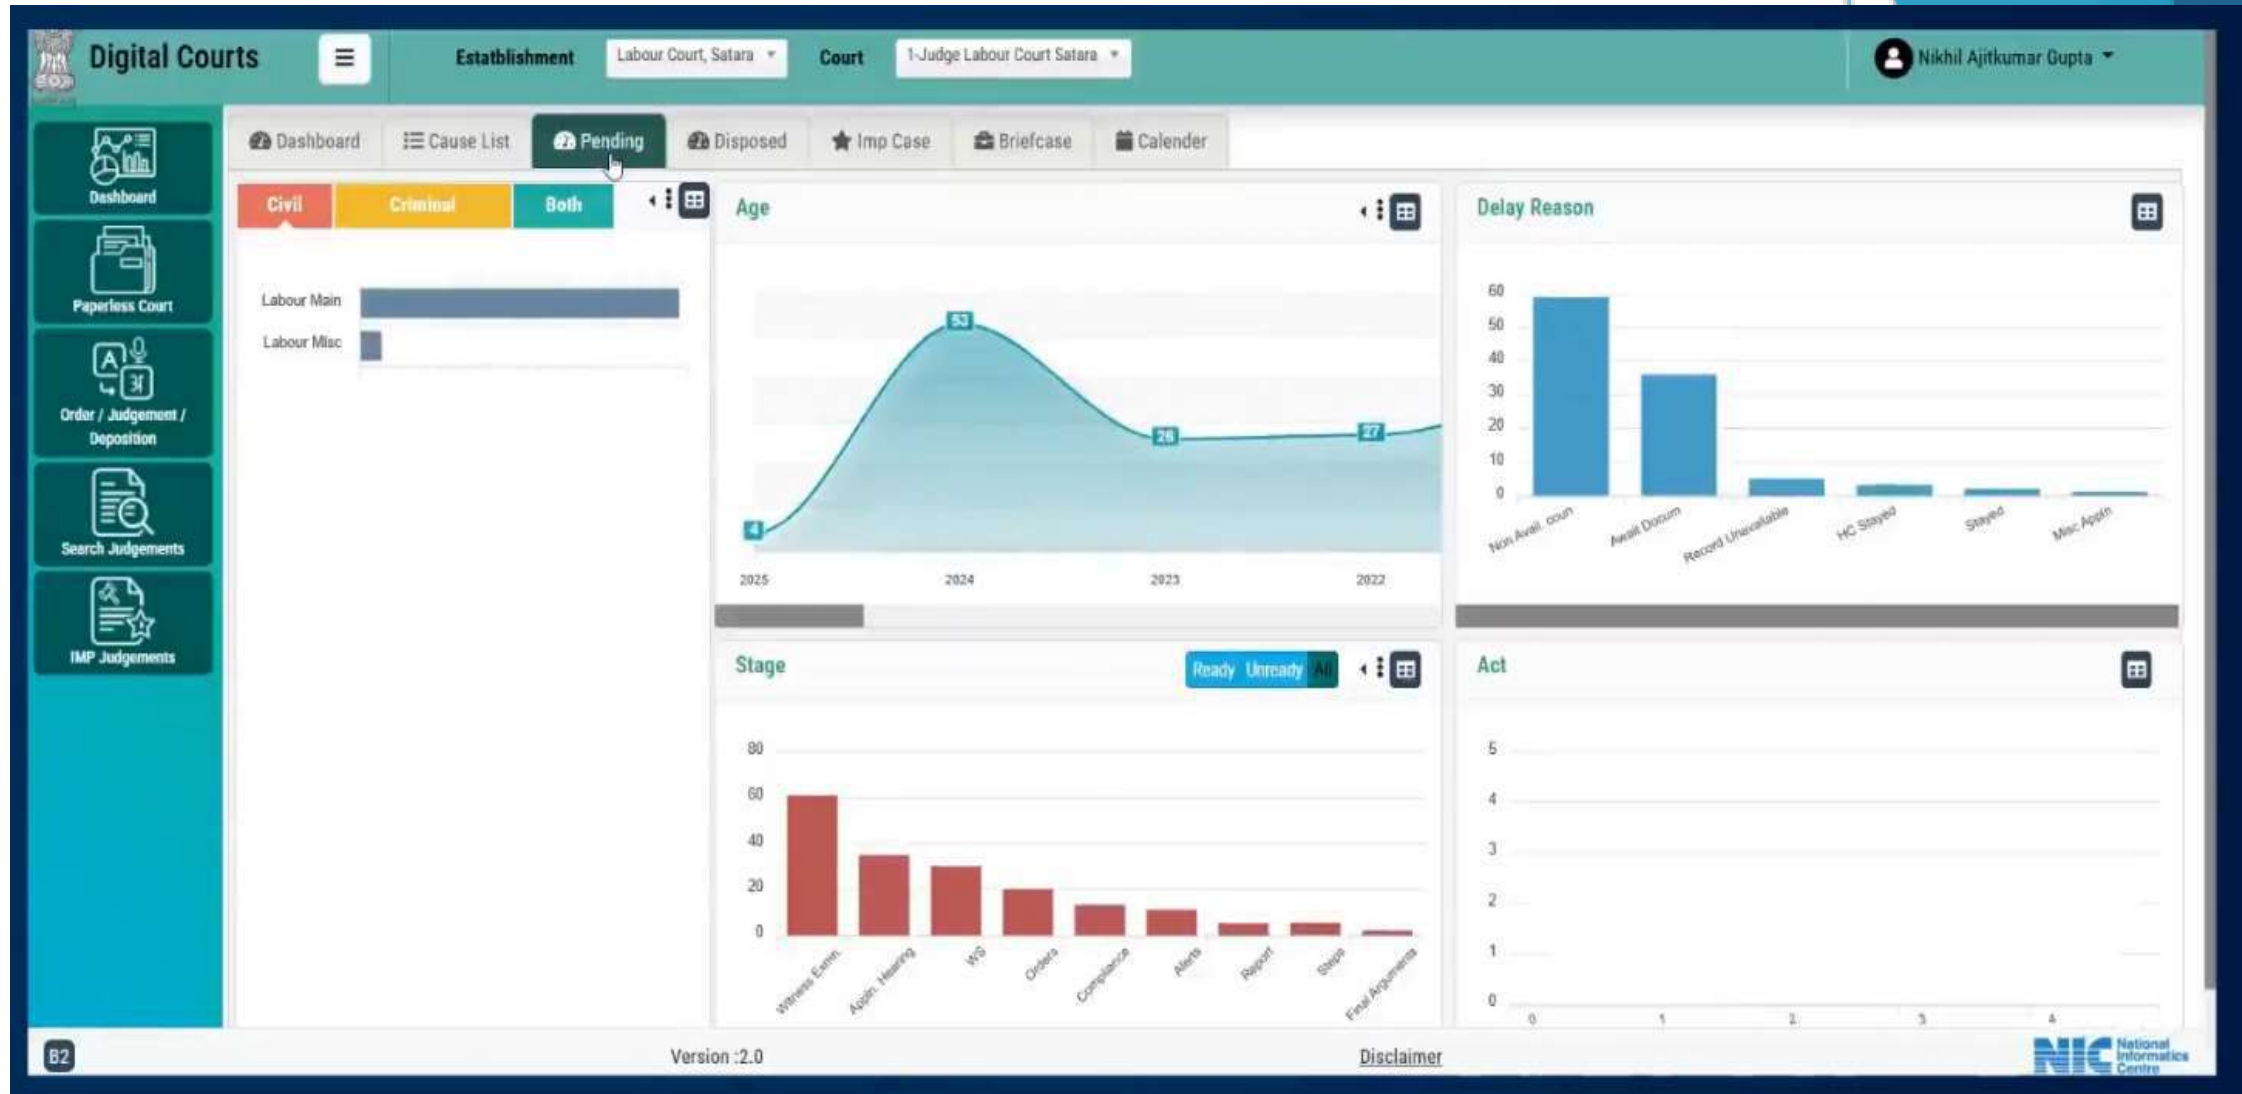 Digital Courts
Estatblishment
Labour Court, Satara
Court
1-Judge Labour Court Satara
Nikhil Ajitkumar Gupta
Dashboard
Cause List
Pending
Disposed
Imp Case
Briefcase
Calender
Dashboard
Paperless Court
Order / Judgement /
Deposition
Search Judgements
IMP Judgements
Civil
Criminal
Both
Labour Main
Labour Misc
Age
53
26
27
4
2025
2024
2023
2022
Delay Reason
60
50
40
30
20
10
0
Non Avail. coun
Await Docum
Record Unavailable
HC Stayed
Stayed
Misc Appln
Stage
Ready
Unready
All
80
60
40
20
0
Witness Exmn.
Appln. Hearing
WS
Orders
Compliance
Alerts
Report
Steps
Final Arguments
Act
5
4
3
2
1
0
0
1
2
3
4
B2
Version :2.0
Disclaimer
NIC
National
Informatics
Centre